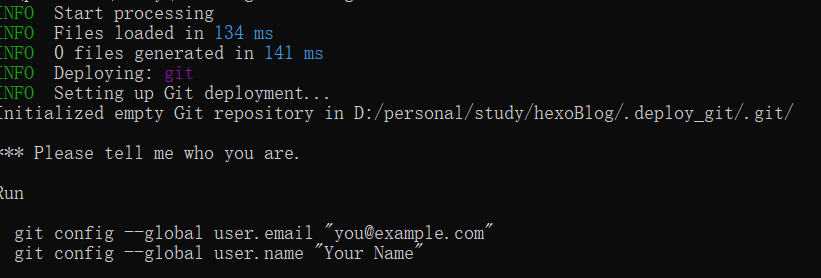 INFO  Start processing
INFO  Files loaded in 134 ms
INFO  0 files generated in 141 ms
INFO  Deploying: git
INFO  Setting up Git deployment...
Initialized empty Git repository in D:/personal/study/hexoBlog/.deploy_git/.git/
*** Please tell me who you are.
Run
git config --global user.email "you@example.com"
git config --global user.name "Your Name"